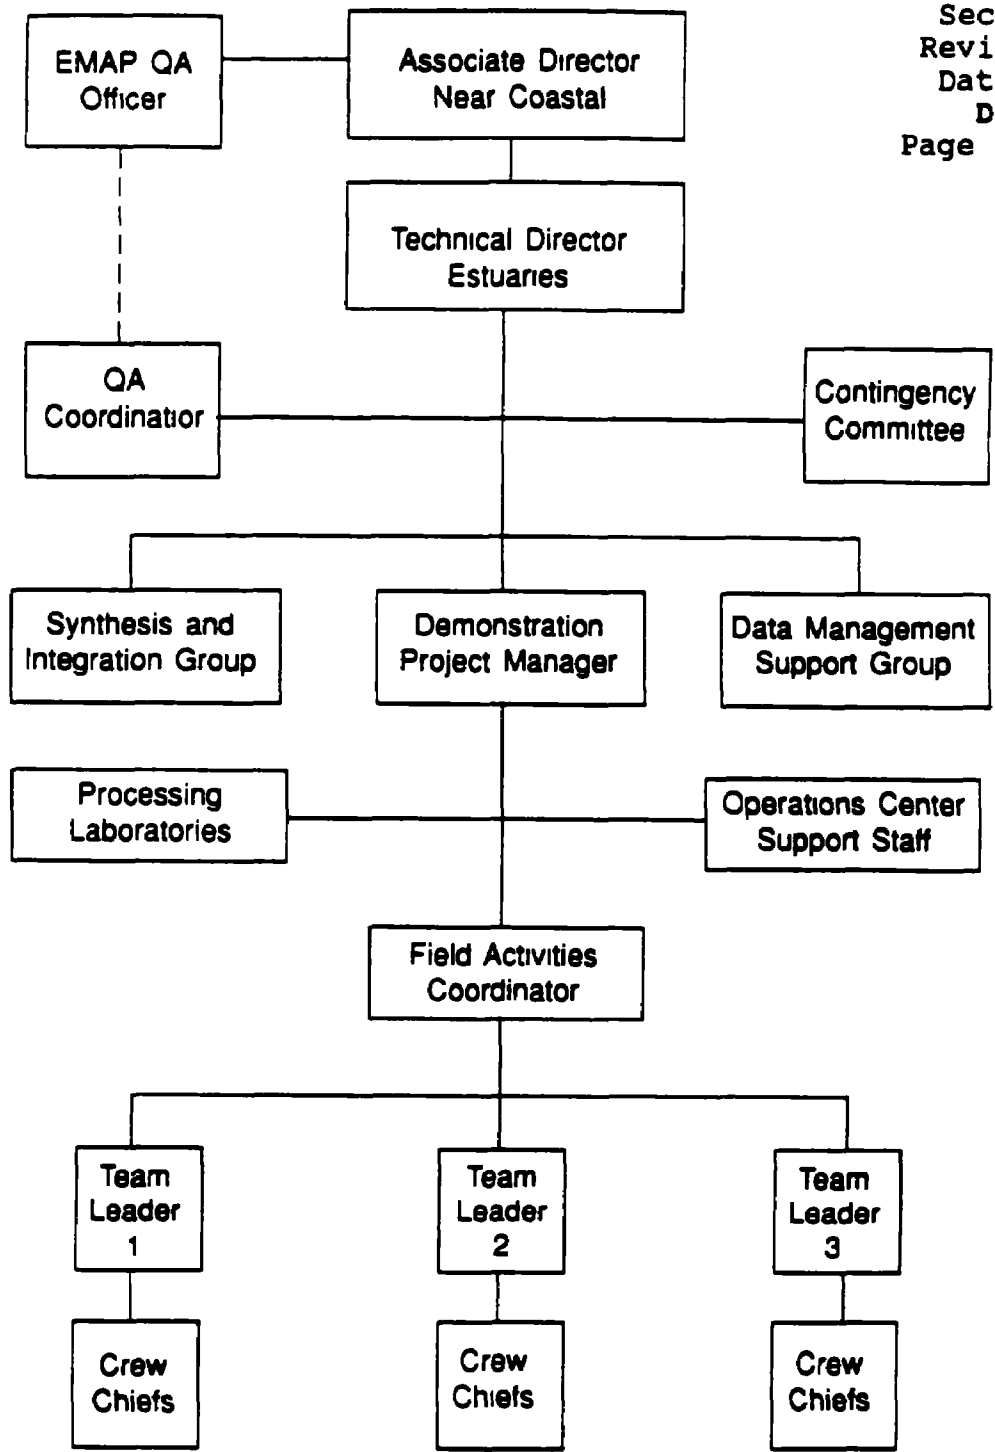 Sec
Revi
Dat
D
Page
EMAP QA
Officer
Associate Director
Near Coastal
Technical Director
Estuaries
QA
Coordinatior
Contingency
Committee
Synthesis and
Integration Group
Demonstration
Project Manager
Data Management
Support Group
Processing
Laboratories
Operations Center
Support Staff
Field Activities
Coordinator
Team
Leader
1
Team
Leader
2
Team
Leader
3
Crew
Chiefs
Crew
Chiefs
Crew
Chiefs